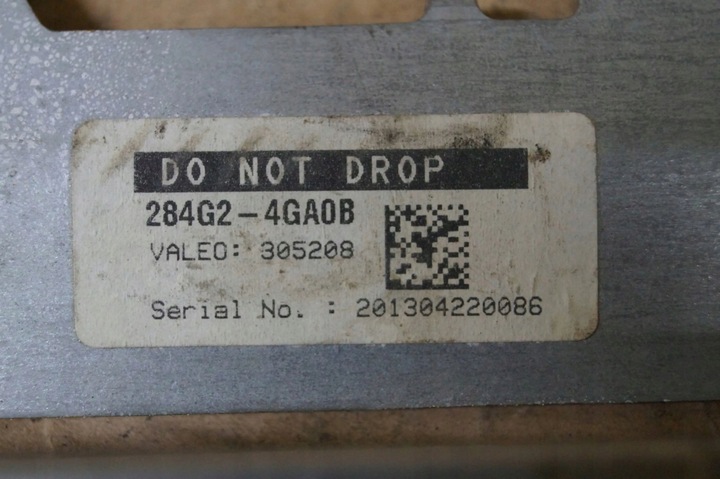 DO NOT DROP
284G2-4GA0B
VALEO: 305208
Serial No. : 201304220086